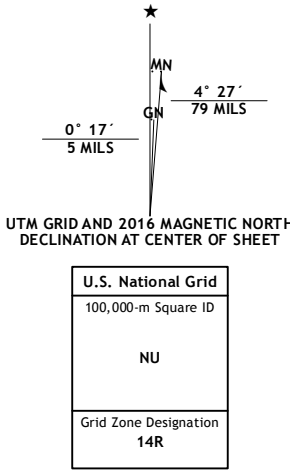 ★
MN
GN
4° 27´
79 MILS
0° 17´
5 MILS
UTM GRID AND 2016 MAGNETIC NORTH
DECLINATION AT CENTER OF SHEET
U.S. National Grid
100,000-m Square ID
NU
Grid Zone Designation
14R